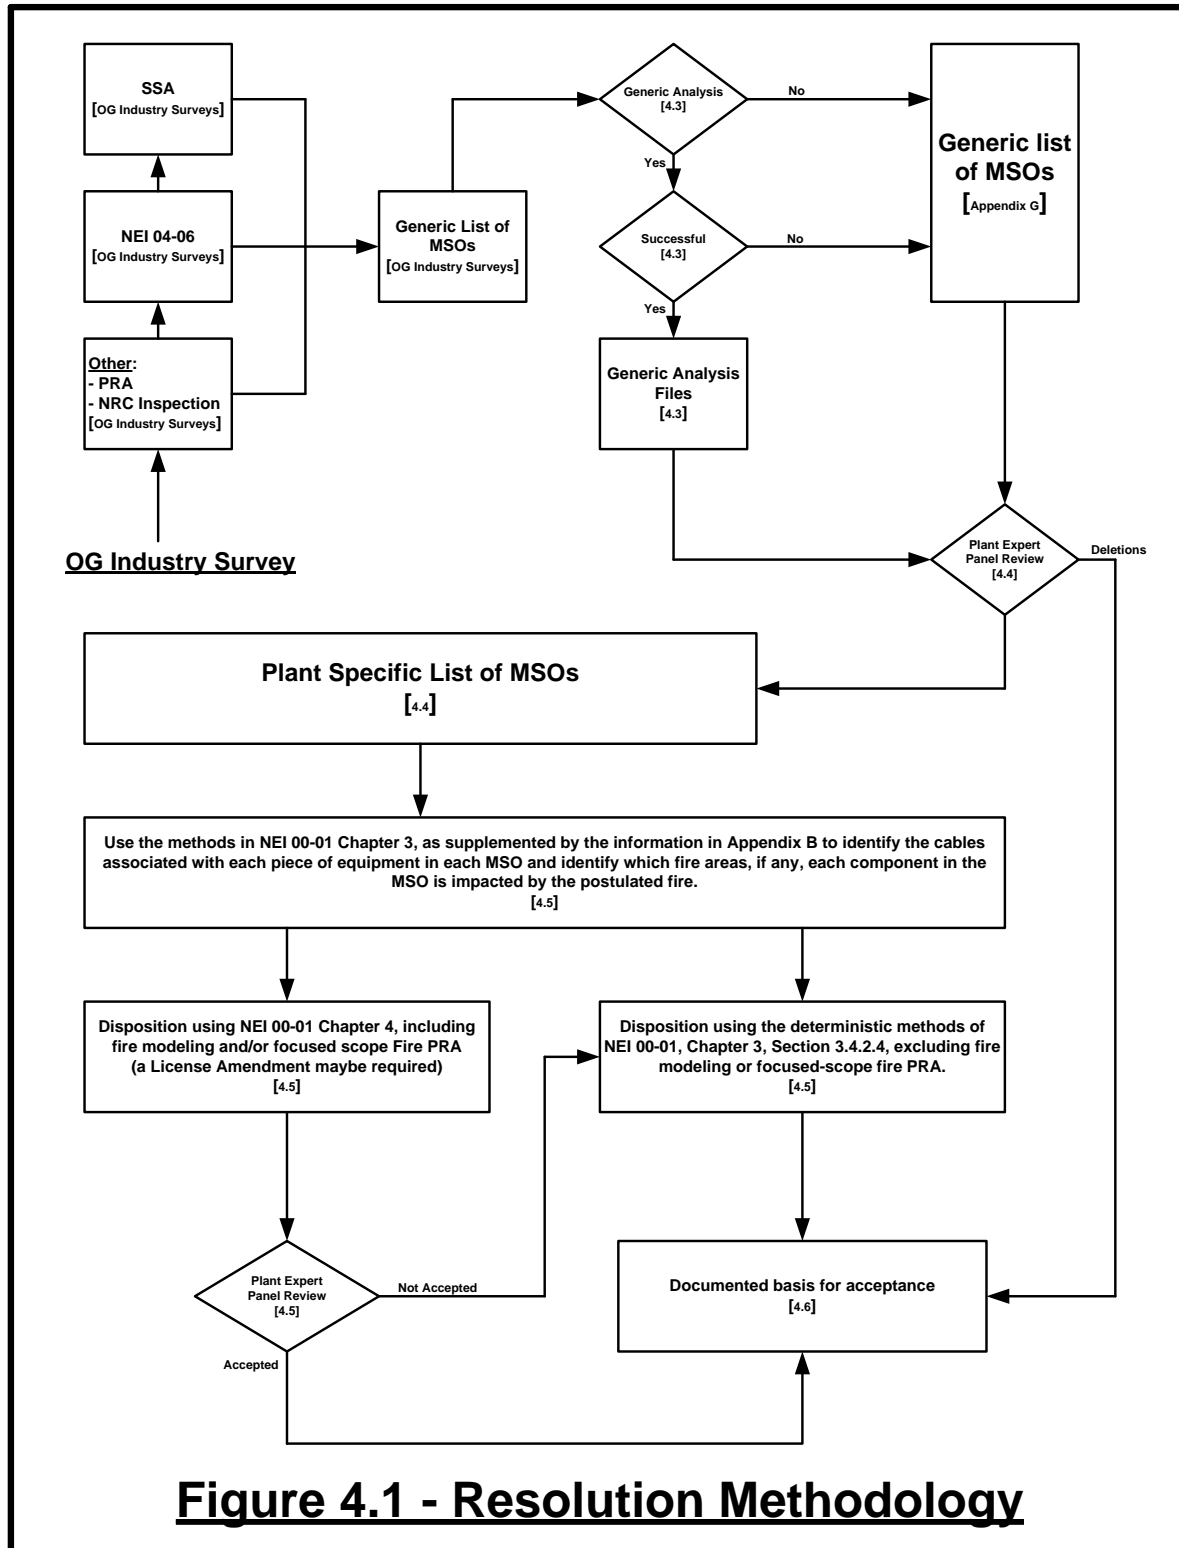 SSA
[OG Industry Surveys]
NEI 04-06
[OG Industry Surveys]
Other:
- PRA
- NRC Inspection
[OG Industry Surveys]
OG Industry Survey
Generic List of
MSOs
[OG Industry Surveys]
Generic Analysis
[4.3]
No
Yes
Successful
[4.3]
No
Yes
Generic Analysis
Files
[4.3]
Generic list
of MSOs
[Appendix G]
Plant Expert
Panel Review
[4.4]
Deletions
Plant Specific List of MSOs
[4.4]
Use the methods in NEI 00-01 Chapter 3, as supplemented by the information in Appendix B to identify the cables
associated with each piece of equipment in each MSO and identify which fire areas, if any, each component in the
MSO is impacted by the postulated fire.
[4.5]
Disposition using NEI 00-01 Chapter 4, including
fire modeling and/or focused scope Fire PRA
(a License Amendment maybe required)
[4.5]
Disposition using the deterministic methods of
NEI 00-01, Chapter 3, Section 3.4.2.4, excluding fire
modeling or focused-scope fire PRA.
[4.5]
Plant Expert
Panel Review
[4.5]
Not Accepted
Accepted
Documented basis for acceptance
[4.6]
Figure 4.1 - Resolution Methodology